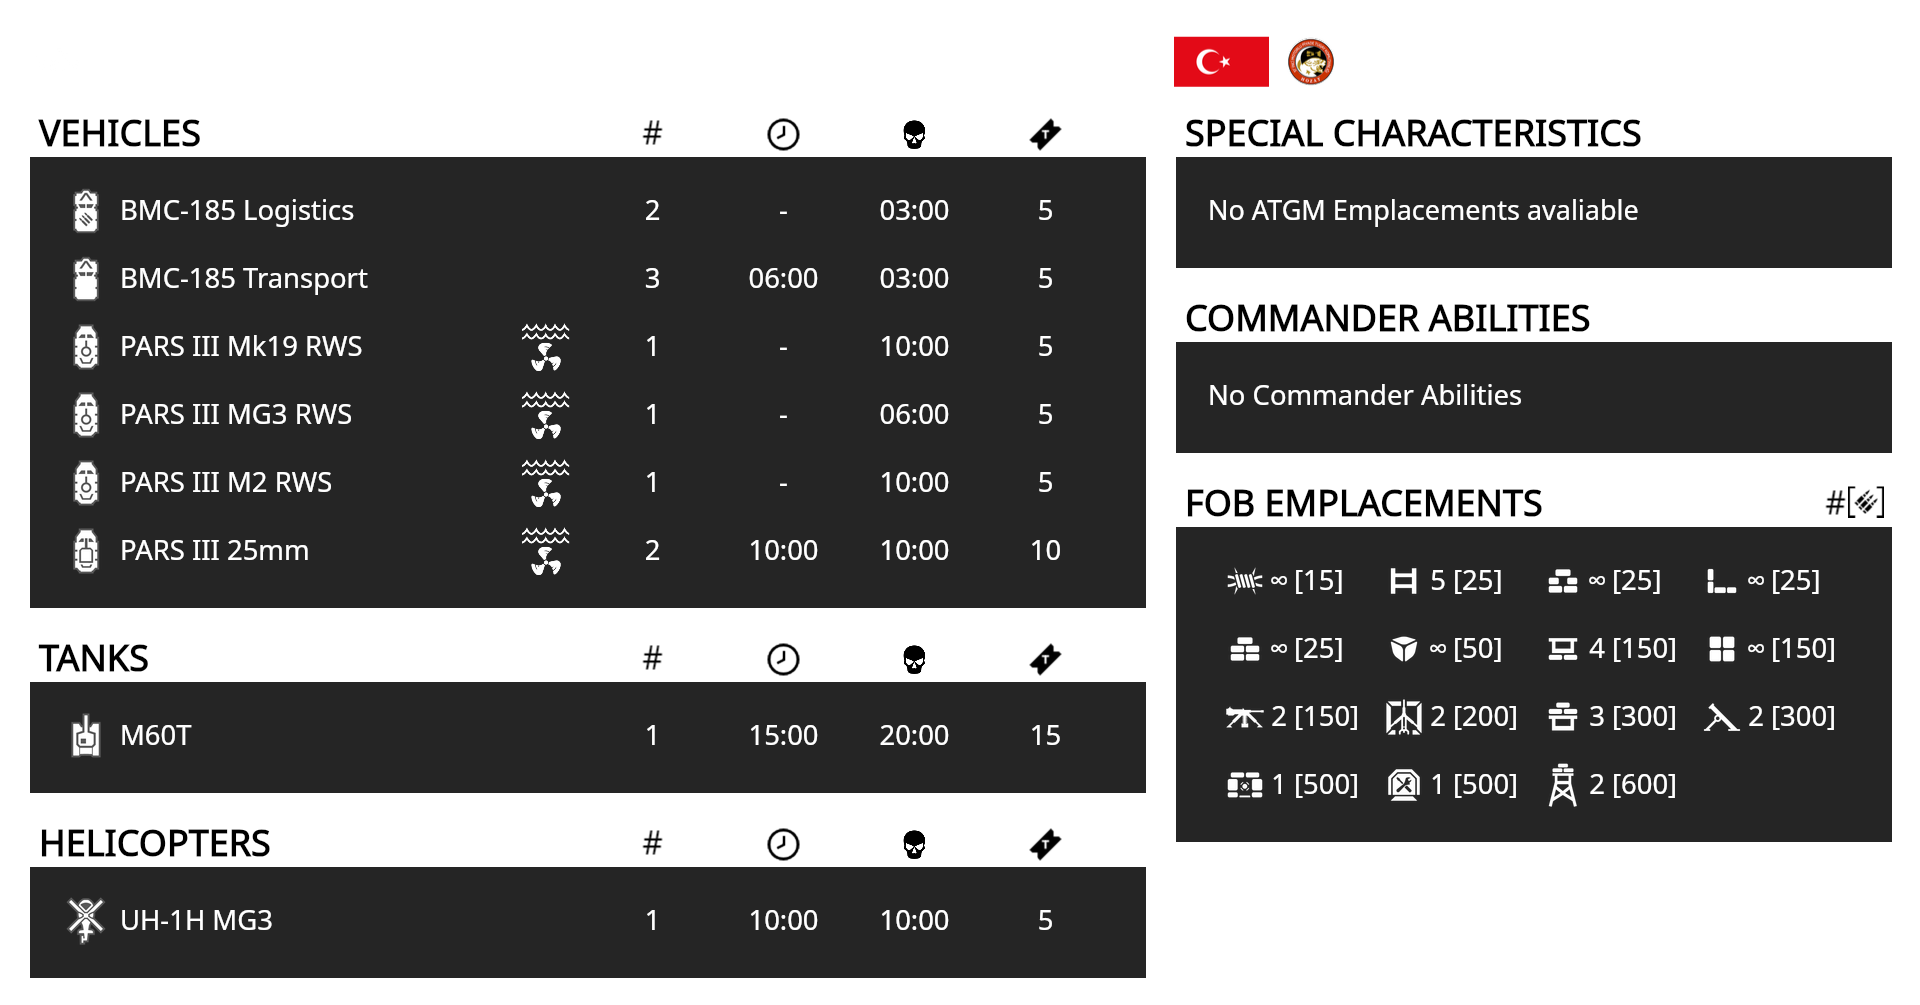 VEHICLES #
BMC-185 Logistics 2 - 03:00 5
BMC-185 Transport 3 06:00 03:00 5
PARS III Mk19 RWS 1 - 10:00 5
PARS III MG3 RWS 1 - 06:00 5
PARS III M2 RWS 1 - 10:00 5
PARS III 25mm 2 10:00 10:00 10
TANKS #
M60T 1 15:00 20:00 15
HELICOPTERS #
UH-1H MG3 1 10:00 10:00 5
SPECIAL CHARACTERISTICS
No ATGM Emplacements avaliable
COMMANDER ABILITIES
No Commander Abilities
FOB EMPLACEMENTS #[]
∞ [15] 5 [25] ∞ [25] ∞ [25]
∞ [25] ∞ [50] 4 [150] ∞ [150]
2 [150] 2 [200] 3 [300] 2 [300]
1 [500] 1 [500] 2 [600]